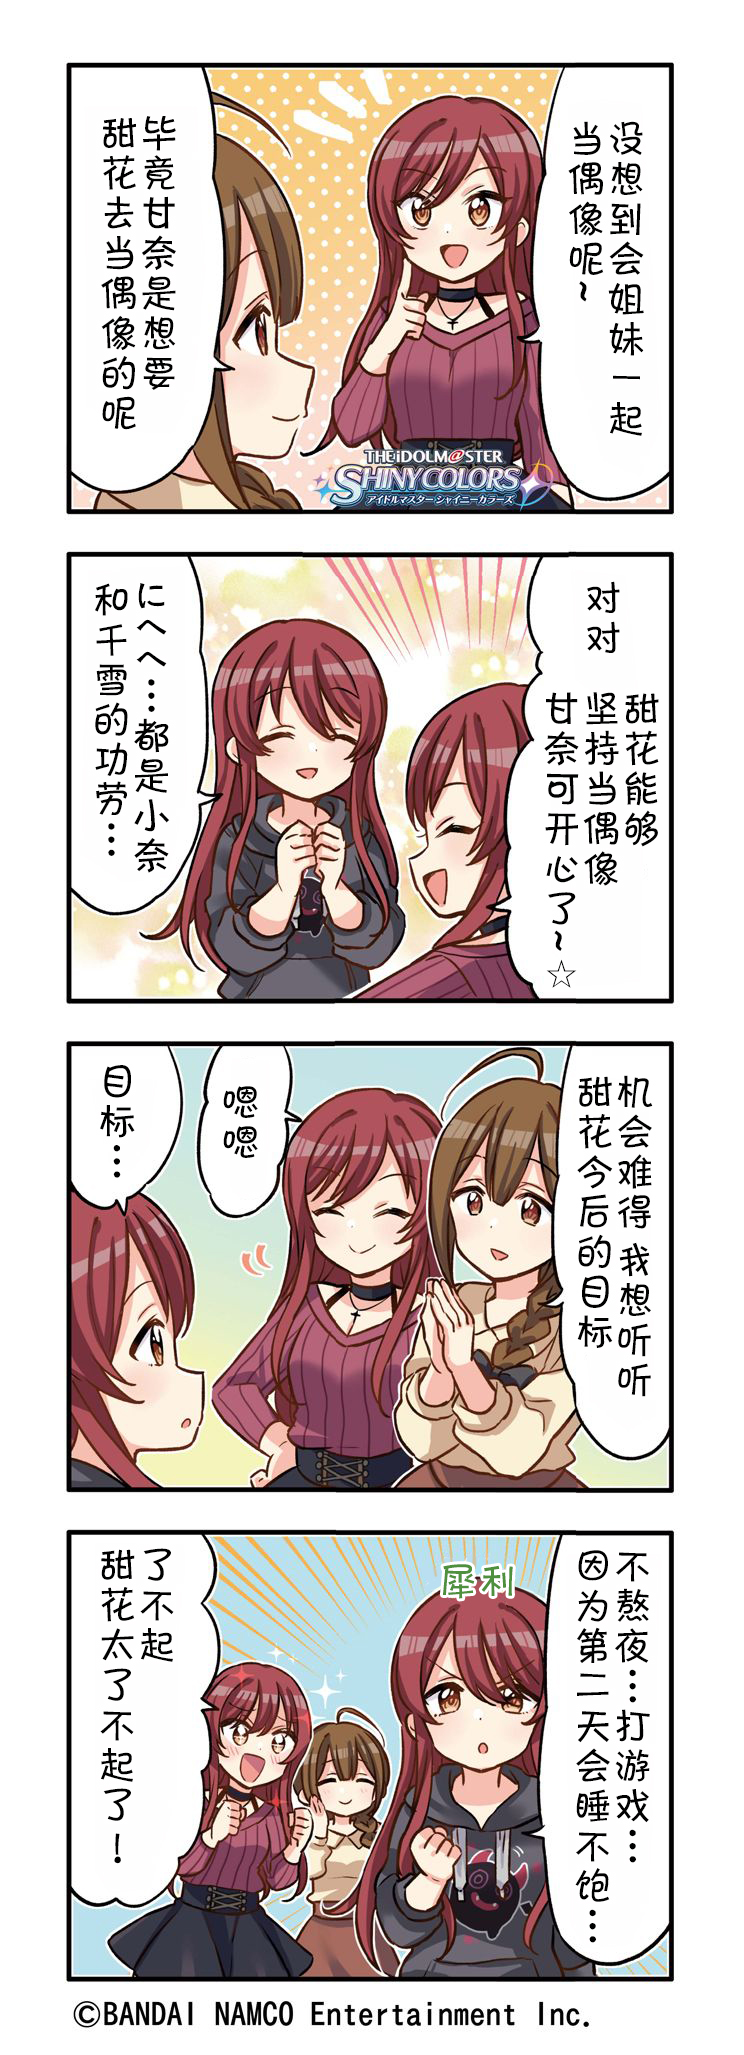 没想到会姐妹一起
当偶像呢~
毕竟甘奈是想要
甜花去当偶像的呢
THE iDOLM@STER
SHINYCOLORS
アイドルマスター シャイニーカラーズ
对对
甜花能够
坚持当偶像
甘奈可开心了~☆
にへへ…都是小奈
和千雪的功劳…
机会难得 我想听听
甜花今后的目标
嗯嗯
目标…
不熬夜…打游戏…
因为第二天会睡不饱…
犀利
了不起
甜花太了不起了！
©BANDAI NAMCO Entertainment Inc.